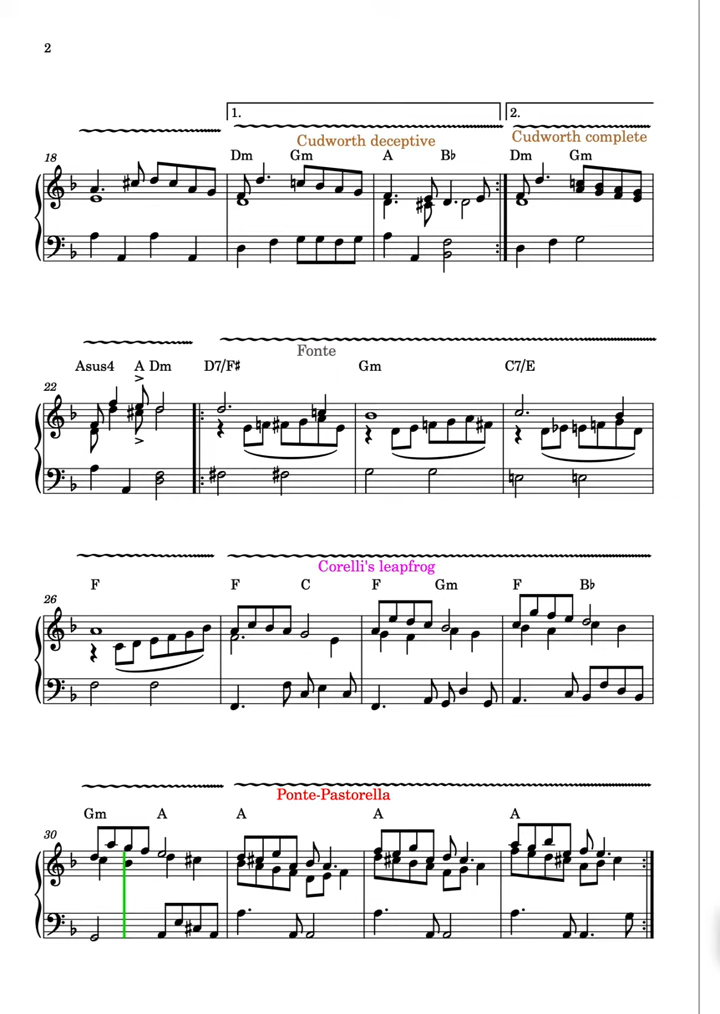 2
1.
2.
Cudworth deceptive
Cudworth complete
18
Dm Gm A B♭ Dm Gm
Fonte
Asus4 A Dm D7/F♯ Gm C7/E
22
Corelli's leapfrog
F F C F Gm F B♭
26
Ponte-Pastorella
Gm A A A A
30